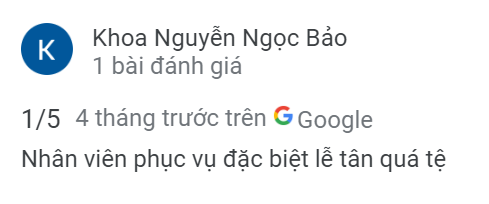 K
Khoa Nguyễn Ngọc Bảo
1 bài đánh giá
1/5 4 tháng trước trên Google
Nhân viên phục vụ đặc biệt lễ tân quá tệ